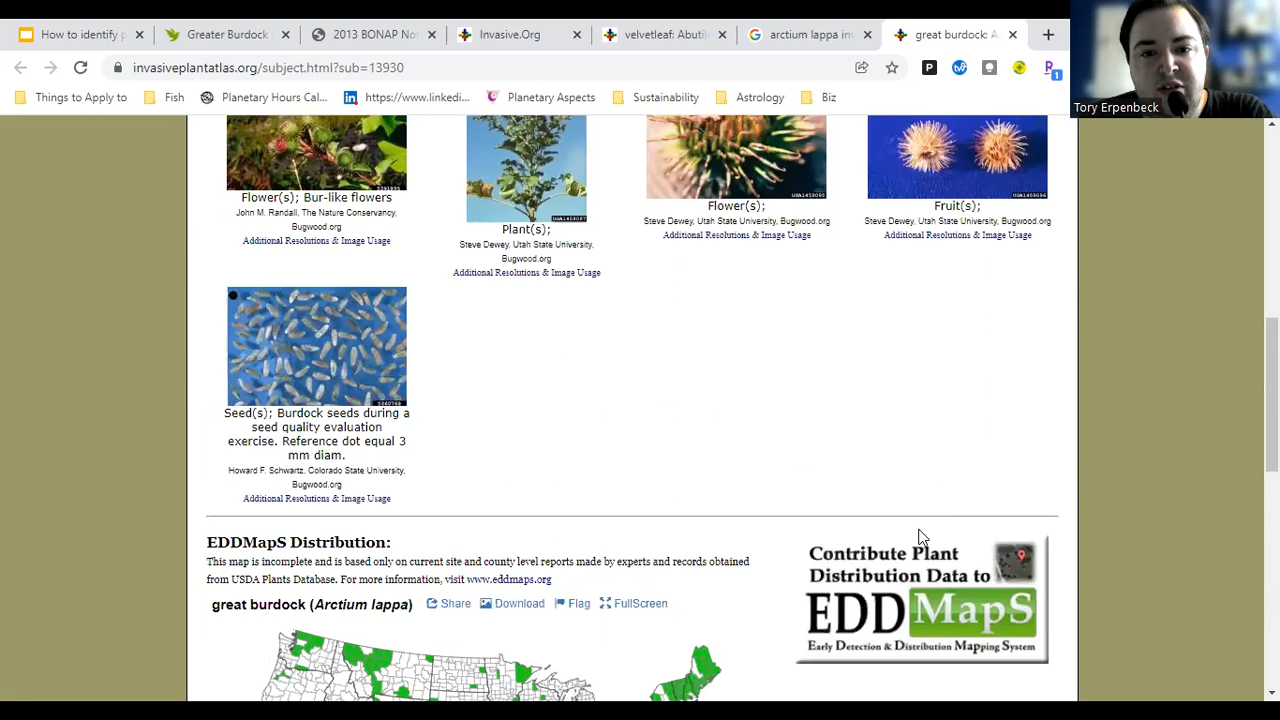 How to identify p
Greater Burdock
2013 BONAP No
Invasive.Org
velvetleaf: Abutil
arctium lappa inv
great burdock: A
invasiveplantatlas.org/subject.html?sub=13930
Things to Apply to
Fish
Planetary Hours Cal...
https://www.linkedi...
Planetary Aspects
Sustainability
Astrology
Biz
Tory Erpenbeck
Flower(s); Bur-like flowers
John M. Randall, The Nature Conservancy,
Bugwood.org
Additional Resolutions & Image Usage
Plant(s);
Steve Dewey, Utah State University,
Bugwood.org
Additional Resolutions & Image Usage
Flower(s);
Steve Dewey, Utah State University, Bugwood.org
Additional Resolutions & Image Usage
Fruit(s);
Steve Dewey, Utah State University, Bugwood.org
Additional Resolutions & Image Usage
Seed(s); Burdock seeds during a
seed quality evaluation
exercise. Reference dot equal 3
mm diam.
Howard F. Schwartz, Colorado State University,
Bugwood.org
Additional Resolutions & Image Usage
EDDMapS Distribution:
This map is incomplete and is based only on current site and county level reports made by experts and records obtained
from USDA Plants Database. For more information, visit www.eddmaps.org
great burdock (Arctium lappa)
Share
Download
Flag
FullScreen
Contribute Plant
Distribution Data to
EDDMapS
Early Detection & Distribution Mapping System